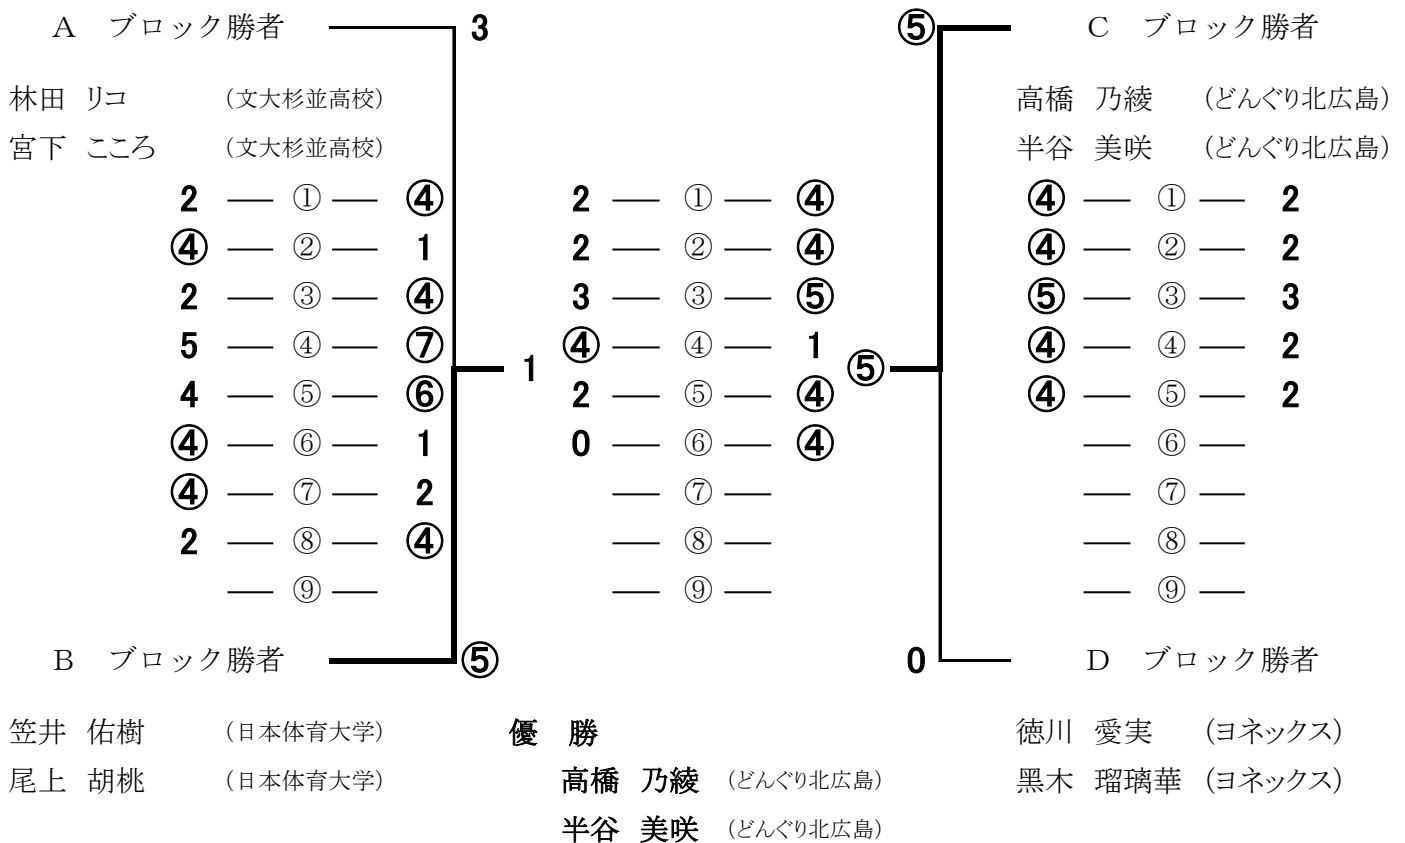 A ブロック勝者 3 ⑤ C ブロック勝者
林田 リコ (文大杉並高校) 高橋 乃綾 (どんぐり北広島)
宮下 こころ (文大杉並高校) 半谷 美咲 (どんぐり北広島)
2 — ① — ④ 2 — ① — ④ ④ — ① — 2
④ — ② — 1 2 — ② — ④ ④ — ② — 2
2 — ③ — ④ 3 — ③ — ⑤ ⑤ — ③ — 3
5 — ④ — ⑦ ④ — ④ — 1 ④ — ④ — 2
1 ⑤
4 — ⑤ — ⑥ 2 — ⑤ — ④ ④ — ⑤ — 2
④ — ⑥ — 1 0 — ⑥ — ④ — ⑥ —
④ — ⑦ — 2 — ⑦ — — ⑦ —
2 — ⑧ — ④ — ⑧ — — ⑧ —
— ⑨ — — ⑨ — — ⑨ —
B ブロック勝者 ⑤ 0 D ブロック勝者
笠井 佑樹 (日本体育大学) 優 勝 徳川 愛実 (ヨネックス)
尾上 胡桃 (日本体育大学) 高橋 乃綾 (どんぐり北広島) 黒木 瑠璃華 (ヨネックス)
半谷 美咲 (どんぐり北広島)